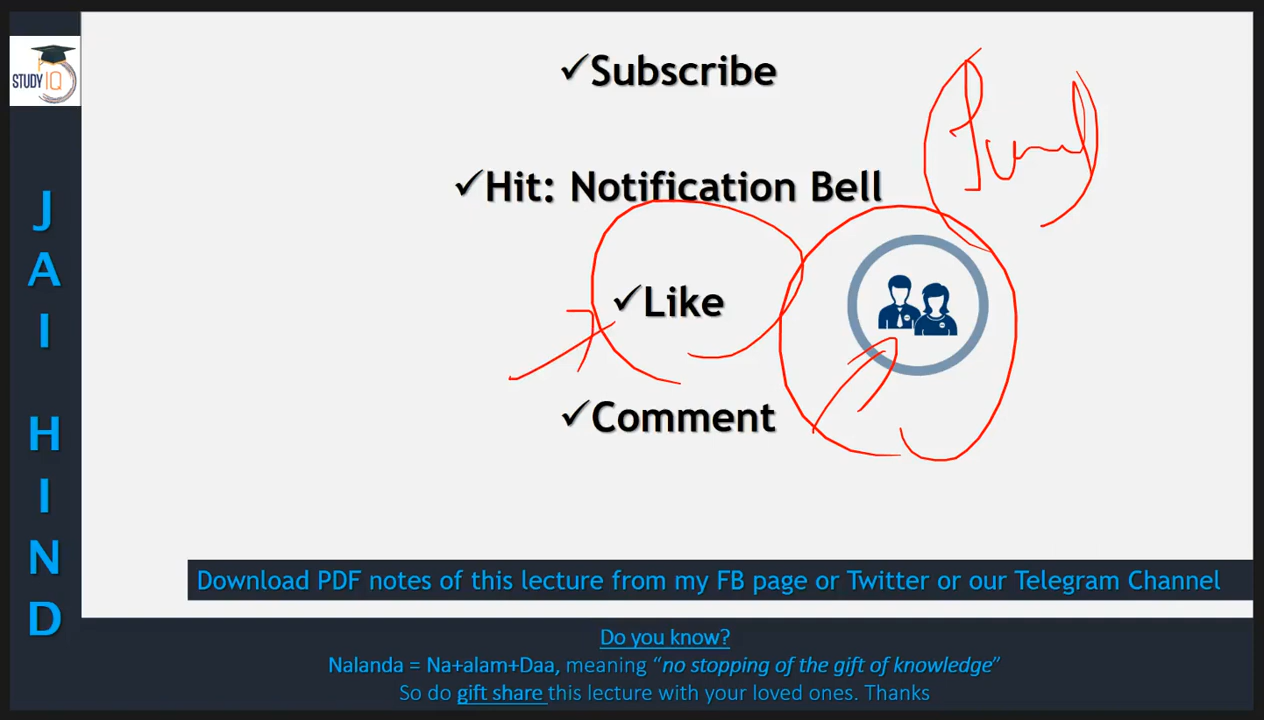 STUDY IQ
JAI HIND
✓Subscribe
✓Hit: Notification Bell
✓Like
✓Comment
Download PDF notes of this lecture from my FB page or Twitter or our Telegram Channel
Do you know?
Nalanda = Na+alam+Daa, meaning “no stopping of the gift of knowledge”
So do gift share this lecture with your loved ones. Thanks